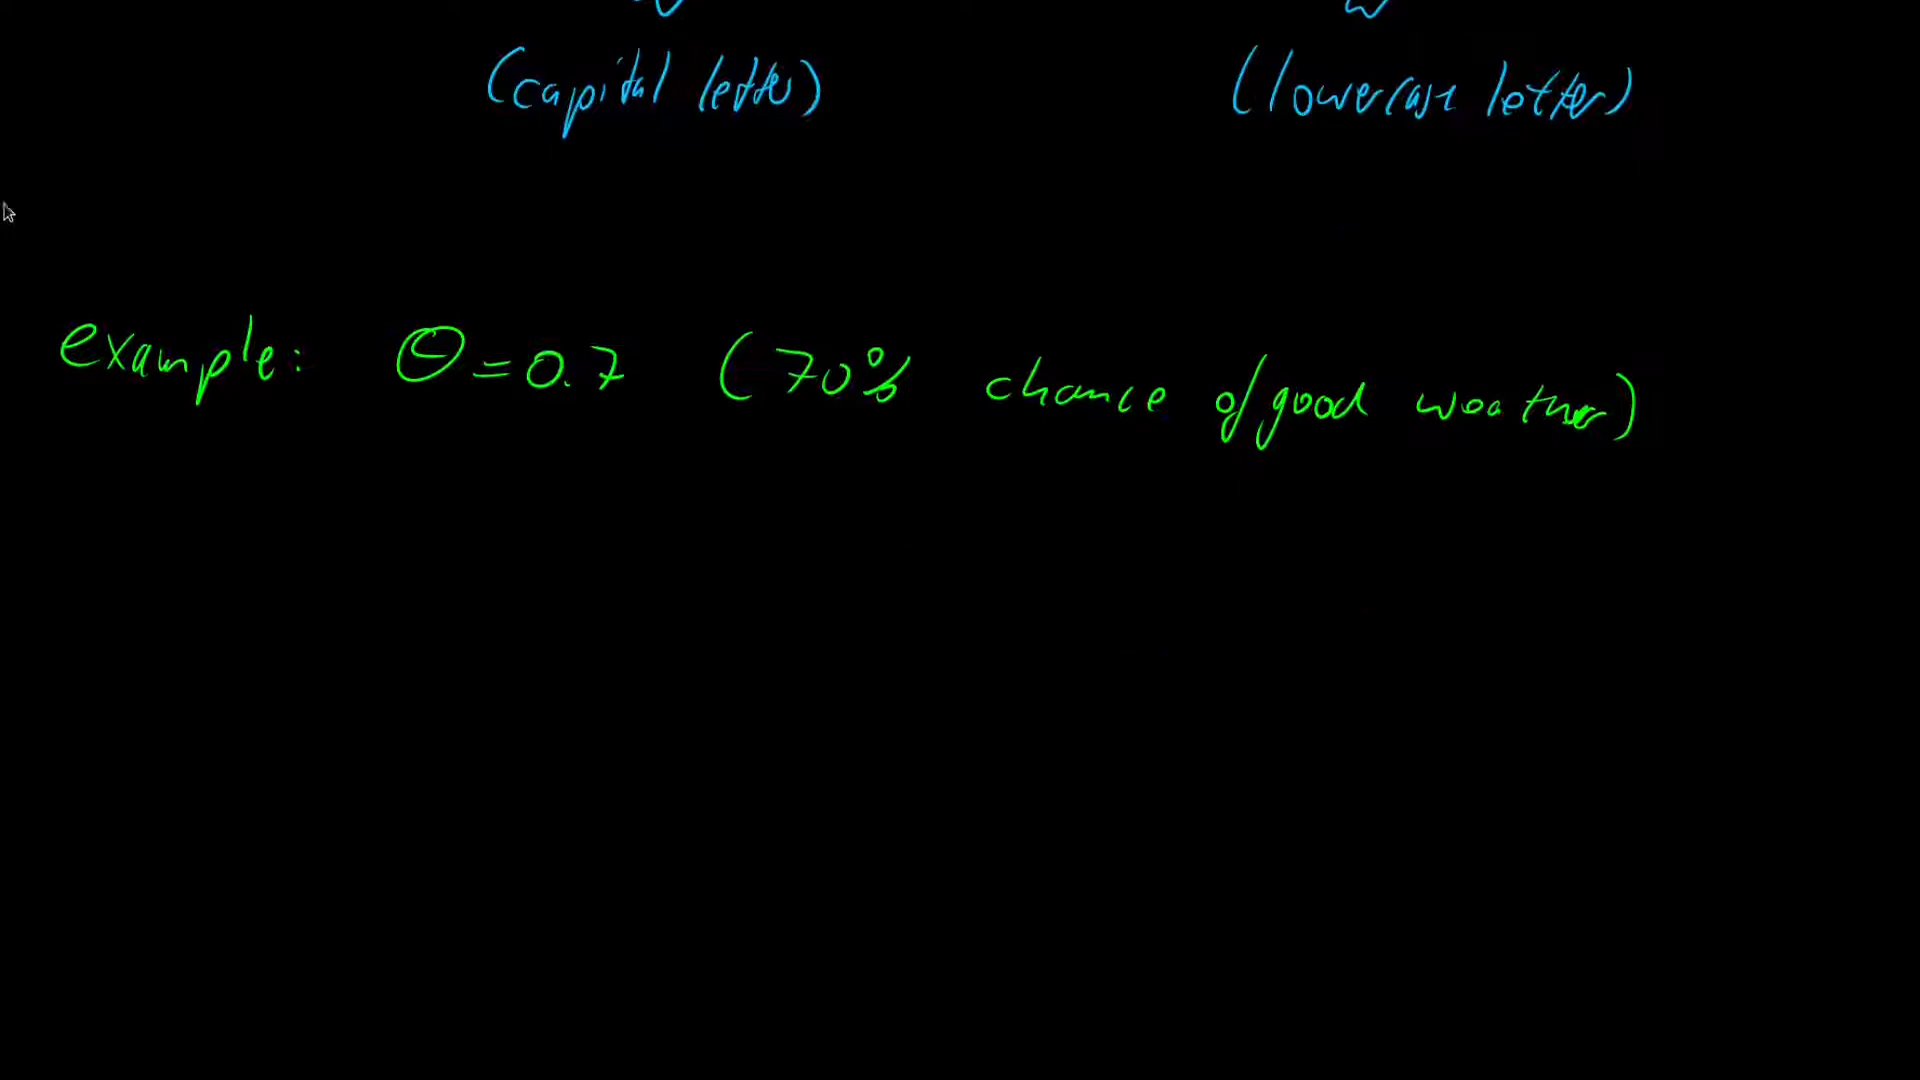 (capital letter) (lowercase letter)
example: Θ = 0.7 (70% chance of good weather)